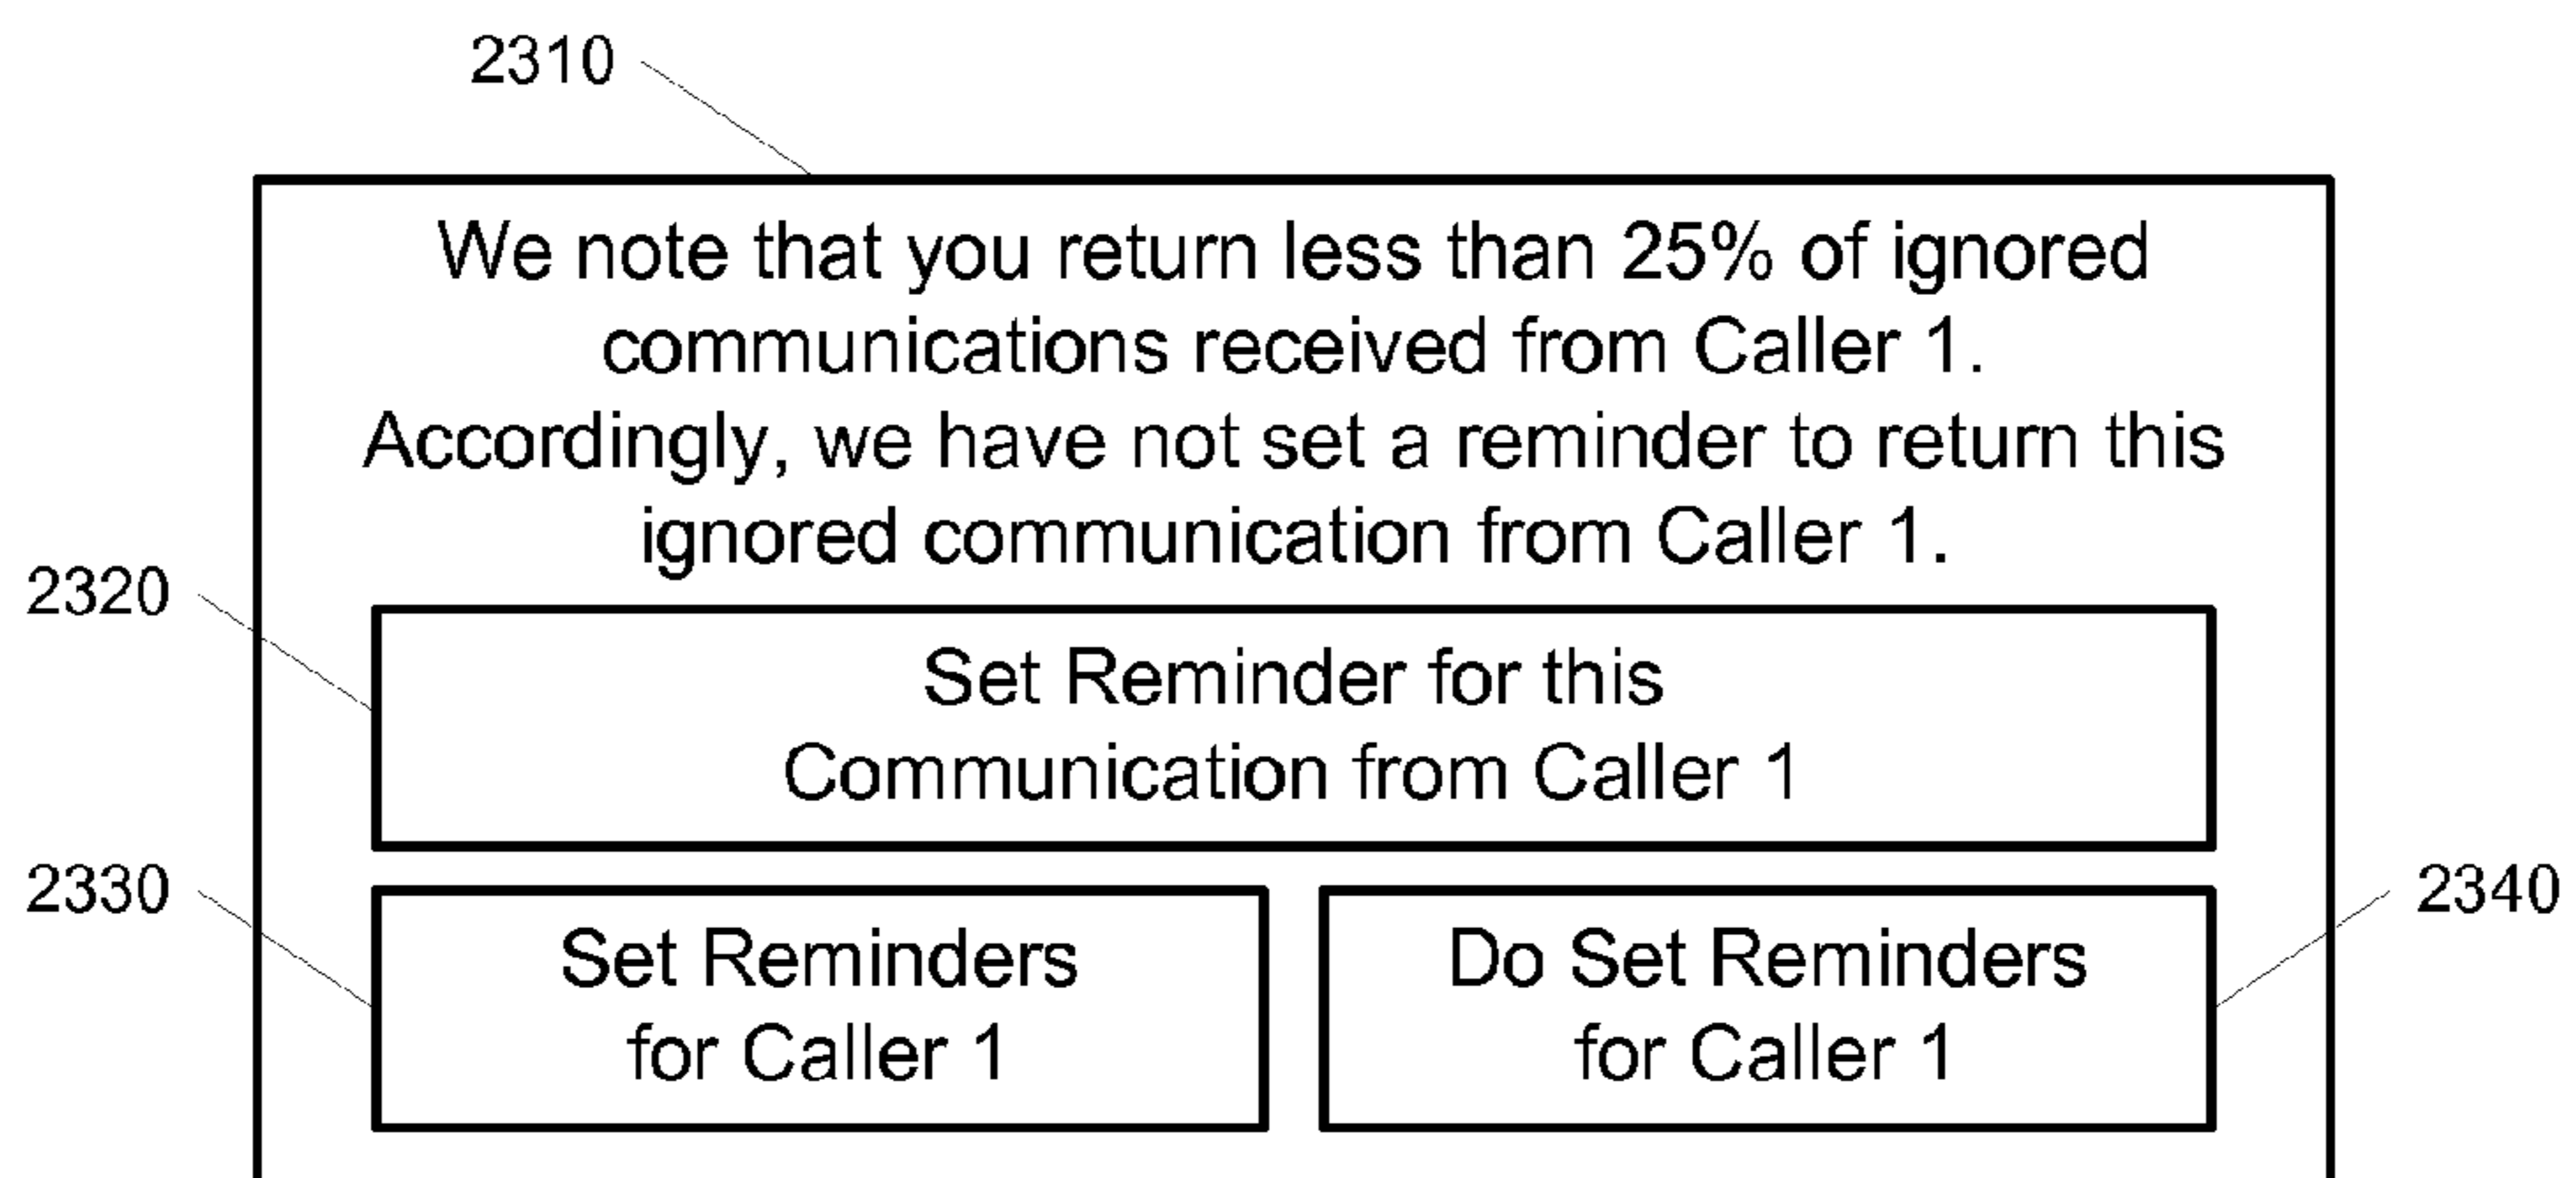 2310
We note that you return less than 25% of ignored
communications received from Caller 1.
Accordingly, we have not set a reminder to return this
ignored communication from Caller 1.
2320
Set Reminder for this
Communication from Caller 1
2330
Set Reminders
for Caller 1
2340
Do Set Reminders
for Caller 1